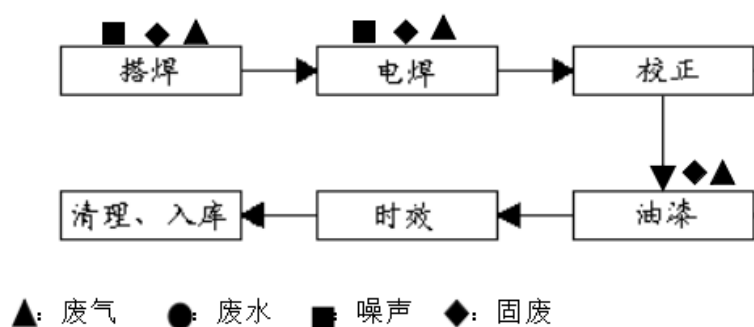 搭焊 电焊 校正
清理、入库 时效 油漆
▲：废气 ●：废水 ■：噪声 ◆：固废